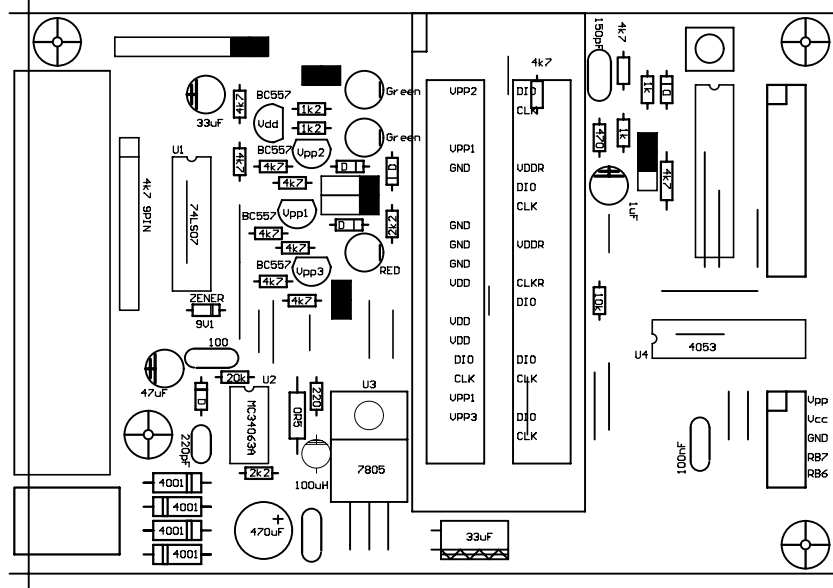 150pF
4k7
4k7
BC557
Green
VPP2
DIO
1k
D
33uF
2k4
1k2
CLK
Vdd
1k2
Green
470
1k
U1
BC557
Vpp2
VPP1
4k7
4k7
D
D
GND
VDDR
4k7
4k7
4k7 9PIN
DIO
74LS07
BC557
Vpp1
CLK
1uF
D
2k2
GND
4k7
4k7
GND
VDDR
BC557
Vpp3
RED
GND
4k7
VDD
CLKR
ZENER
4k7
DIO
10k
9V1
VDD
100
VDD
U4
4053
DIO
DIO
20k
U2
U3
CLK
CLK
47uF
D
220
VPP1
Vpp
MC34063A
0R5
VPP3
DIO
Vcc
CLK
GND
220pF
100nF
RB7
2k2
7805
RB6
4001
100uH
4001
4001
470uF
+
33uF
4001